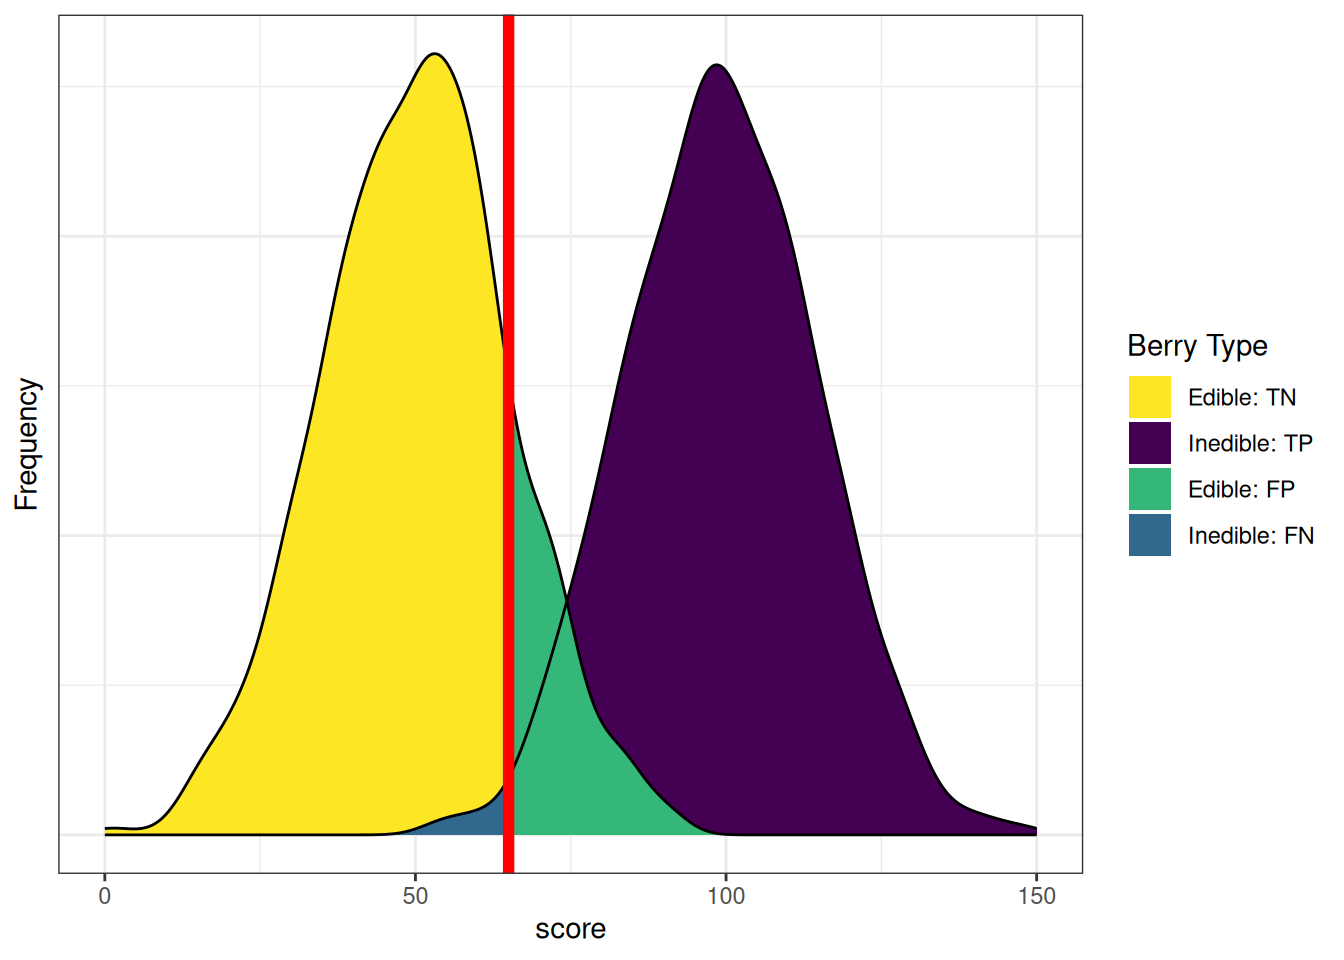 Frequency
0
50
100
150
score
Berry Type
Edible: TN
Inedible: TP
Edible: FP
Inedible: FN